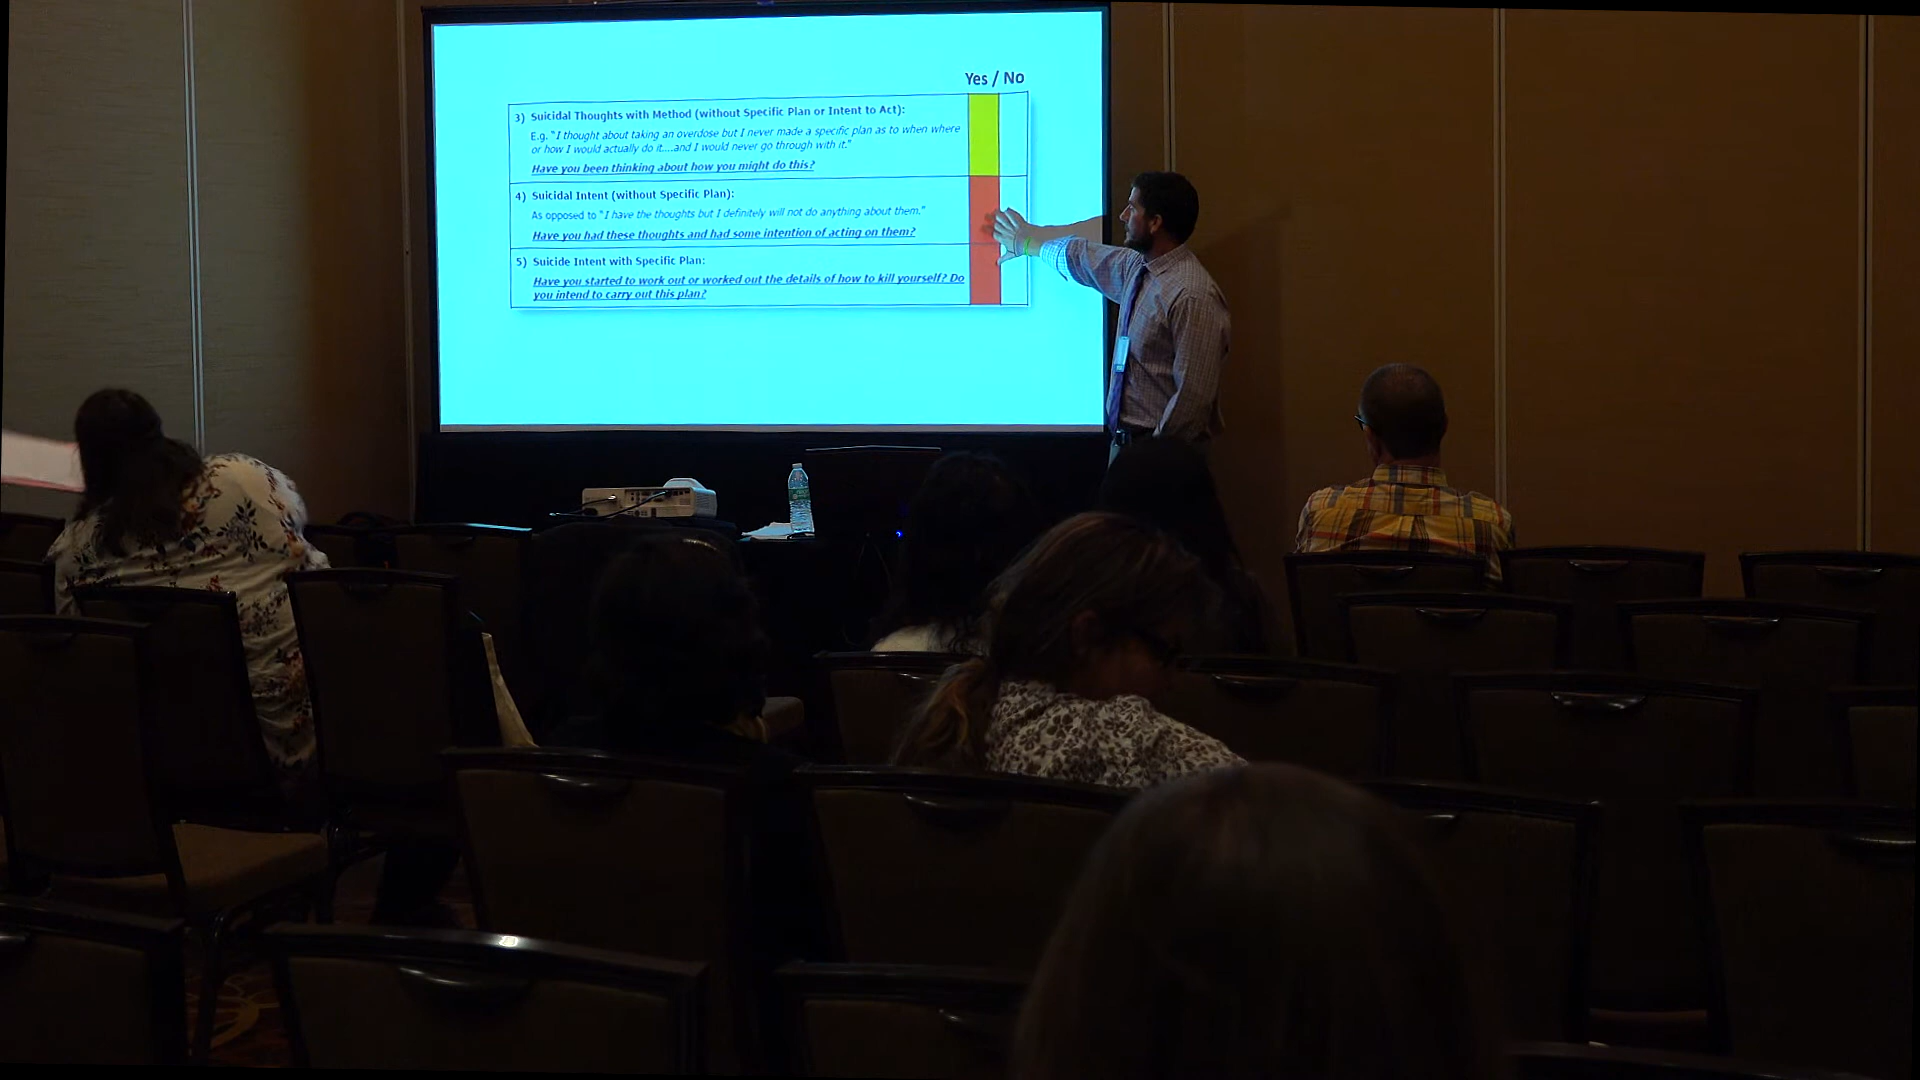 Yes / No
3) Suicidal Thoughts with Method (without Specific Plan or Intent to Act):
E.g. "I thought about taking an overdose but I never made a specific plan as to when where
or how I would actually do it....and I would never go through with it."
Have you been thinking about how you might do this?
4) Suicidal Intent (without Specific Plan):
As opposed to "I have the thoughts but I definitely will not do anything about them."
Have you had these thoughts and had some intention of acting on them?
5) Suicide Intent with Specific Plan:
Have you started to work out or worked out the details of how to kill yourself? Do
you intend to carry out this plan?